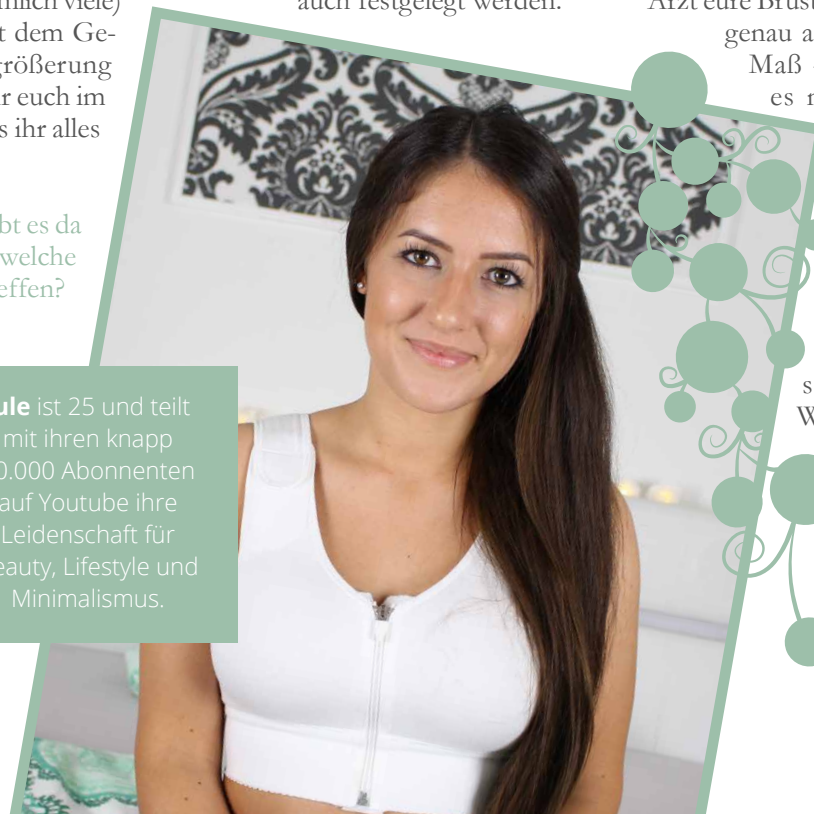 viele)
t dem Ge-
größerung
r euch im
s ihr alles
bt es da
welche
effen?
ule ist 25 und teilt
mit ihren knapp
0.000 Abonnenten
auf Youtube ihre
Leidenschaft für
eauty, Lifestyle und
Minimalismus.
auch festgelegt werden.
Arzt eure Brust
genau a
Maß
es
s
W